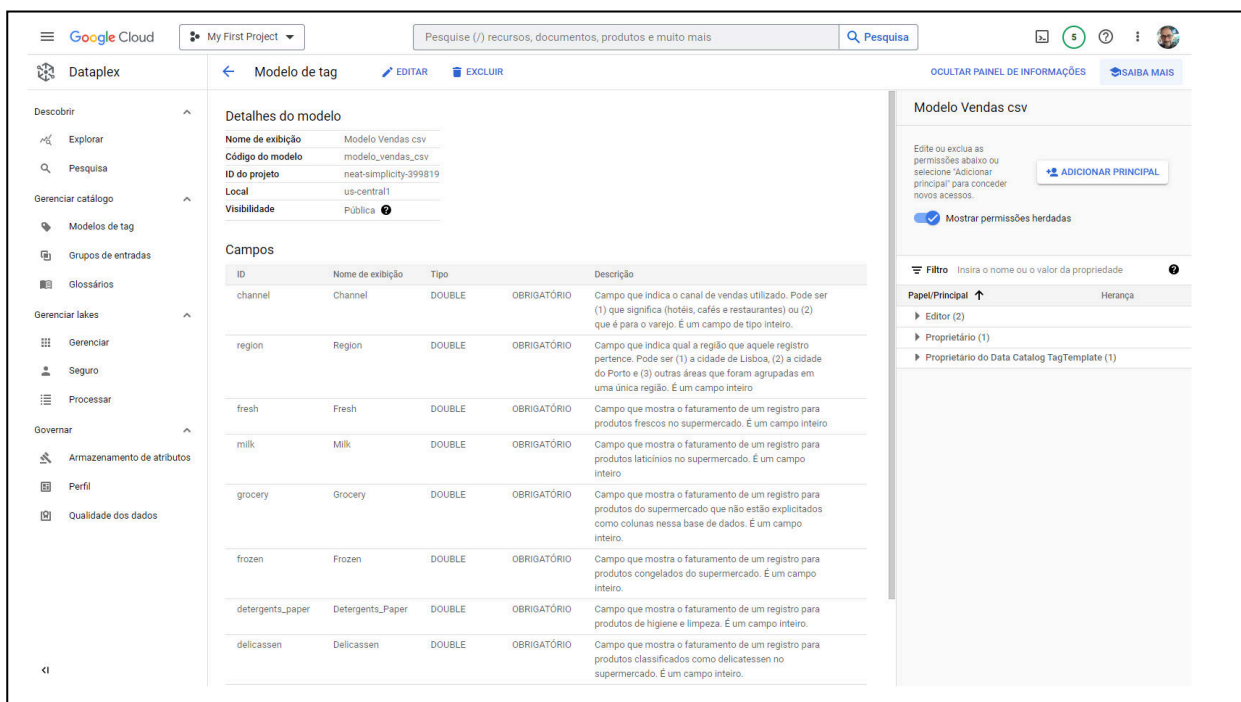 Google Cloud
My First Project
Pesquise (/) recursos, documentos, produtos e muito mais
Pesquisa
5
Dataplex
Modelo de tag
EDITAR
EXCLUIR
OCULTAR PAINEL DE INFORMAÇÕES
SAIBA MAIS
Descobrir
Explorar
Pesquisa
Gerenciar catálogo
Modelos de tag
Grupos de entradas
Glossários
Gerenciar lakes
Gerenciar
Seguro
Processar
Governar
Armazenamento de atributos
Perfil
Qualidade dos dados
Detalhes do modelo
Nome de exibição Modelo Vendas csv
Código do modelo modelo_vendas_csv
ID do projeto neat-simplicity-399819
Local us-central1
Visibilidade Pública
Campos
ID Nome de exibição Tipo Descrição
channel Channel DOUBLE OBRIGATÓRIO Campo que indica o canal de vendas utilizado. Pode ser
(1) que significa (hotéis, cafés e restaurantes) ou (2)
que é para o varejo. É um campo de tipo inteiro.
region Region DOUBLE OBRIGATÓRIO Campo que indica qual a região que aquele registro
pertence. Pode ser (1) a cidade de Lisboa, (2) a cidade
do Porto e (3) outras áreas que foram agrupadas em
uma única região. É um campo inteiro
fresh Fresh DOUBLE OBRIGATÓRIO Campo que mostra o faturamento de um registro para
produtos frescos no supermercado. É um campo inteiro
milk Milk DOUBLE OBRIGATÓRIO Campo que mostra o faturamento de um registro para
produtos laticínios no supermercado. É um campo
inteiro
grocery Grocery DOUBLE OBRIGATÓRIO Campo que mostra o faturamento de um registro para
produtos do supermercado que não estão explicitados
como colunas nessa base de dados. É um campo
inteiro.
frozen Frozen DOUBLE OBRIGATÓRIO Campo que mostra o faturamento de um registro para
produtos congelados do supermercado. É um campo
inteiro.
detergents_paper Detergents_Paper DOUBLE OBRIGATÓRIO Campo que mostra o faturamento de um registro para
produtos de higiene e limpeza. É um campo inteiro.
delicassen Delicassen DOUBLE OBRIGATÓRIO Campo que mostra o faturamento de um registro para
produtos classificados como delicatessen no
supermercado. É um campo inteiro.
Modelo Vendas csv
Edite ou exclua as
permissões abaixo ou
selecione "Adicionar
principal" para conceder
novos acessos.
ADICIONAR PRINCIPAL
Mostrar permissões herdadas
Filtro Insira o nome ou o valor da propriedade
Papel/Principal Herança
Editor (2)
Proprietário (1)
Proprietário do Data Catalog TagTemplate (1)